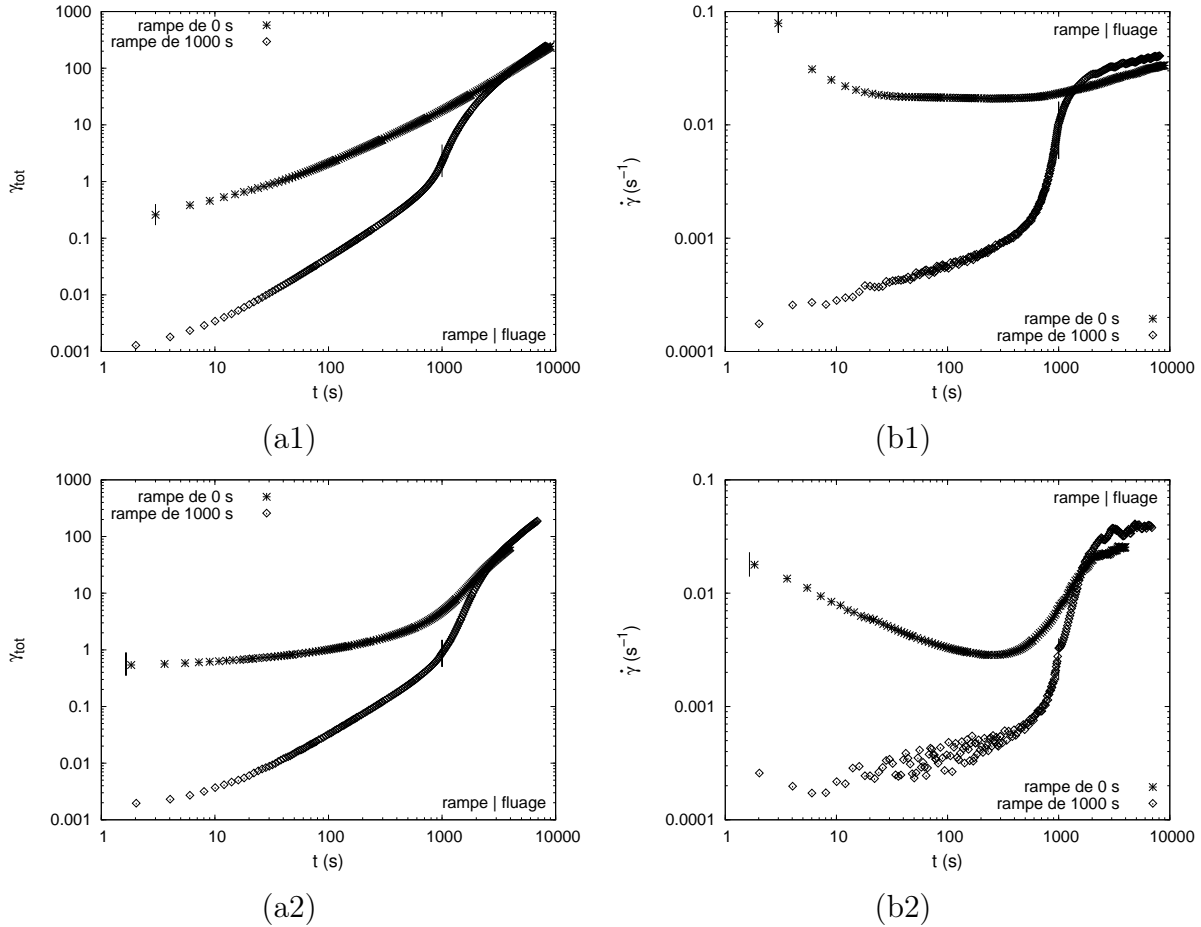 1000
100
10
1
0.1
0.01
0.001
γtot
rampe de 0 s
rampe de 1000 s
rampe | fluage
1 10 100 1000 10000
t (s)
(a1)
0.1
0.01
0.001
0.0001
γ̇ (s⁻¹)
rampe | fluage
rampe de 0 s
rampe de 1000 s
1 10 100 1000 10000
t (s)
(b1)
1000
100
10
1
0.1
0.01
0.001
γtot
rampe de 0 s
rampe de 1000 s
rampe | fluage
1 10 100 1000 10000
t (s)
(a2)
0.1
0.01
0.001
0.0001
γ̇ (s⁻¹)
rampe | fluage
rampe de 0 s
rampe de 1000 s
1 10 100 1000 10000
t (s)
(b2)